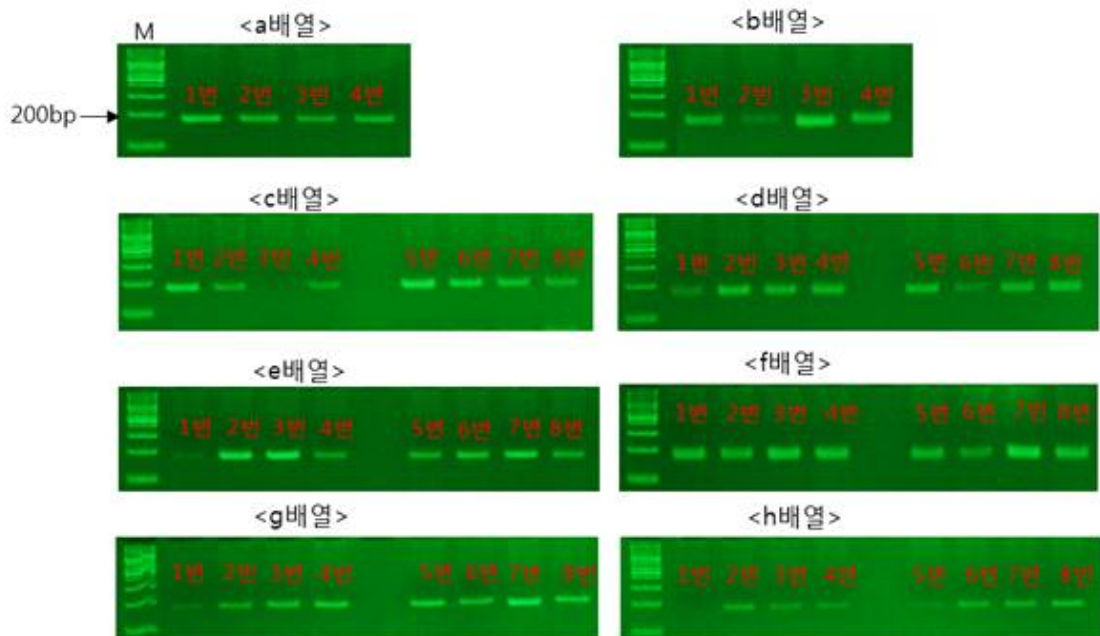 M <a배열> <b배열>
1번 2번 3번 4번 1번 2번 3번 4번
200bp
<c배열> <d배열>
1번 2번 3번 4번 5번 6번 7번 8번 1번 2번 3번 4번 5번 6번 7번 8번
<e배열> <f배열>
1번 2번 3번 4번 5번 6번 7번 8번 1번 2번 3번 4번 5번 6번 7번 8번
<g배열> <h배열>
1번 2번 3번 4번 5번 6번 7번 8번 1번 2번 3번 4번 5번 6번 7번 8번